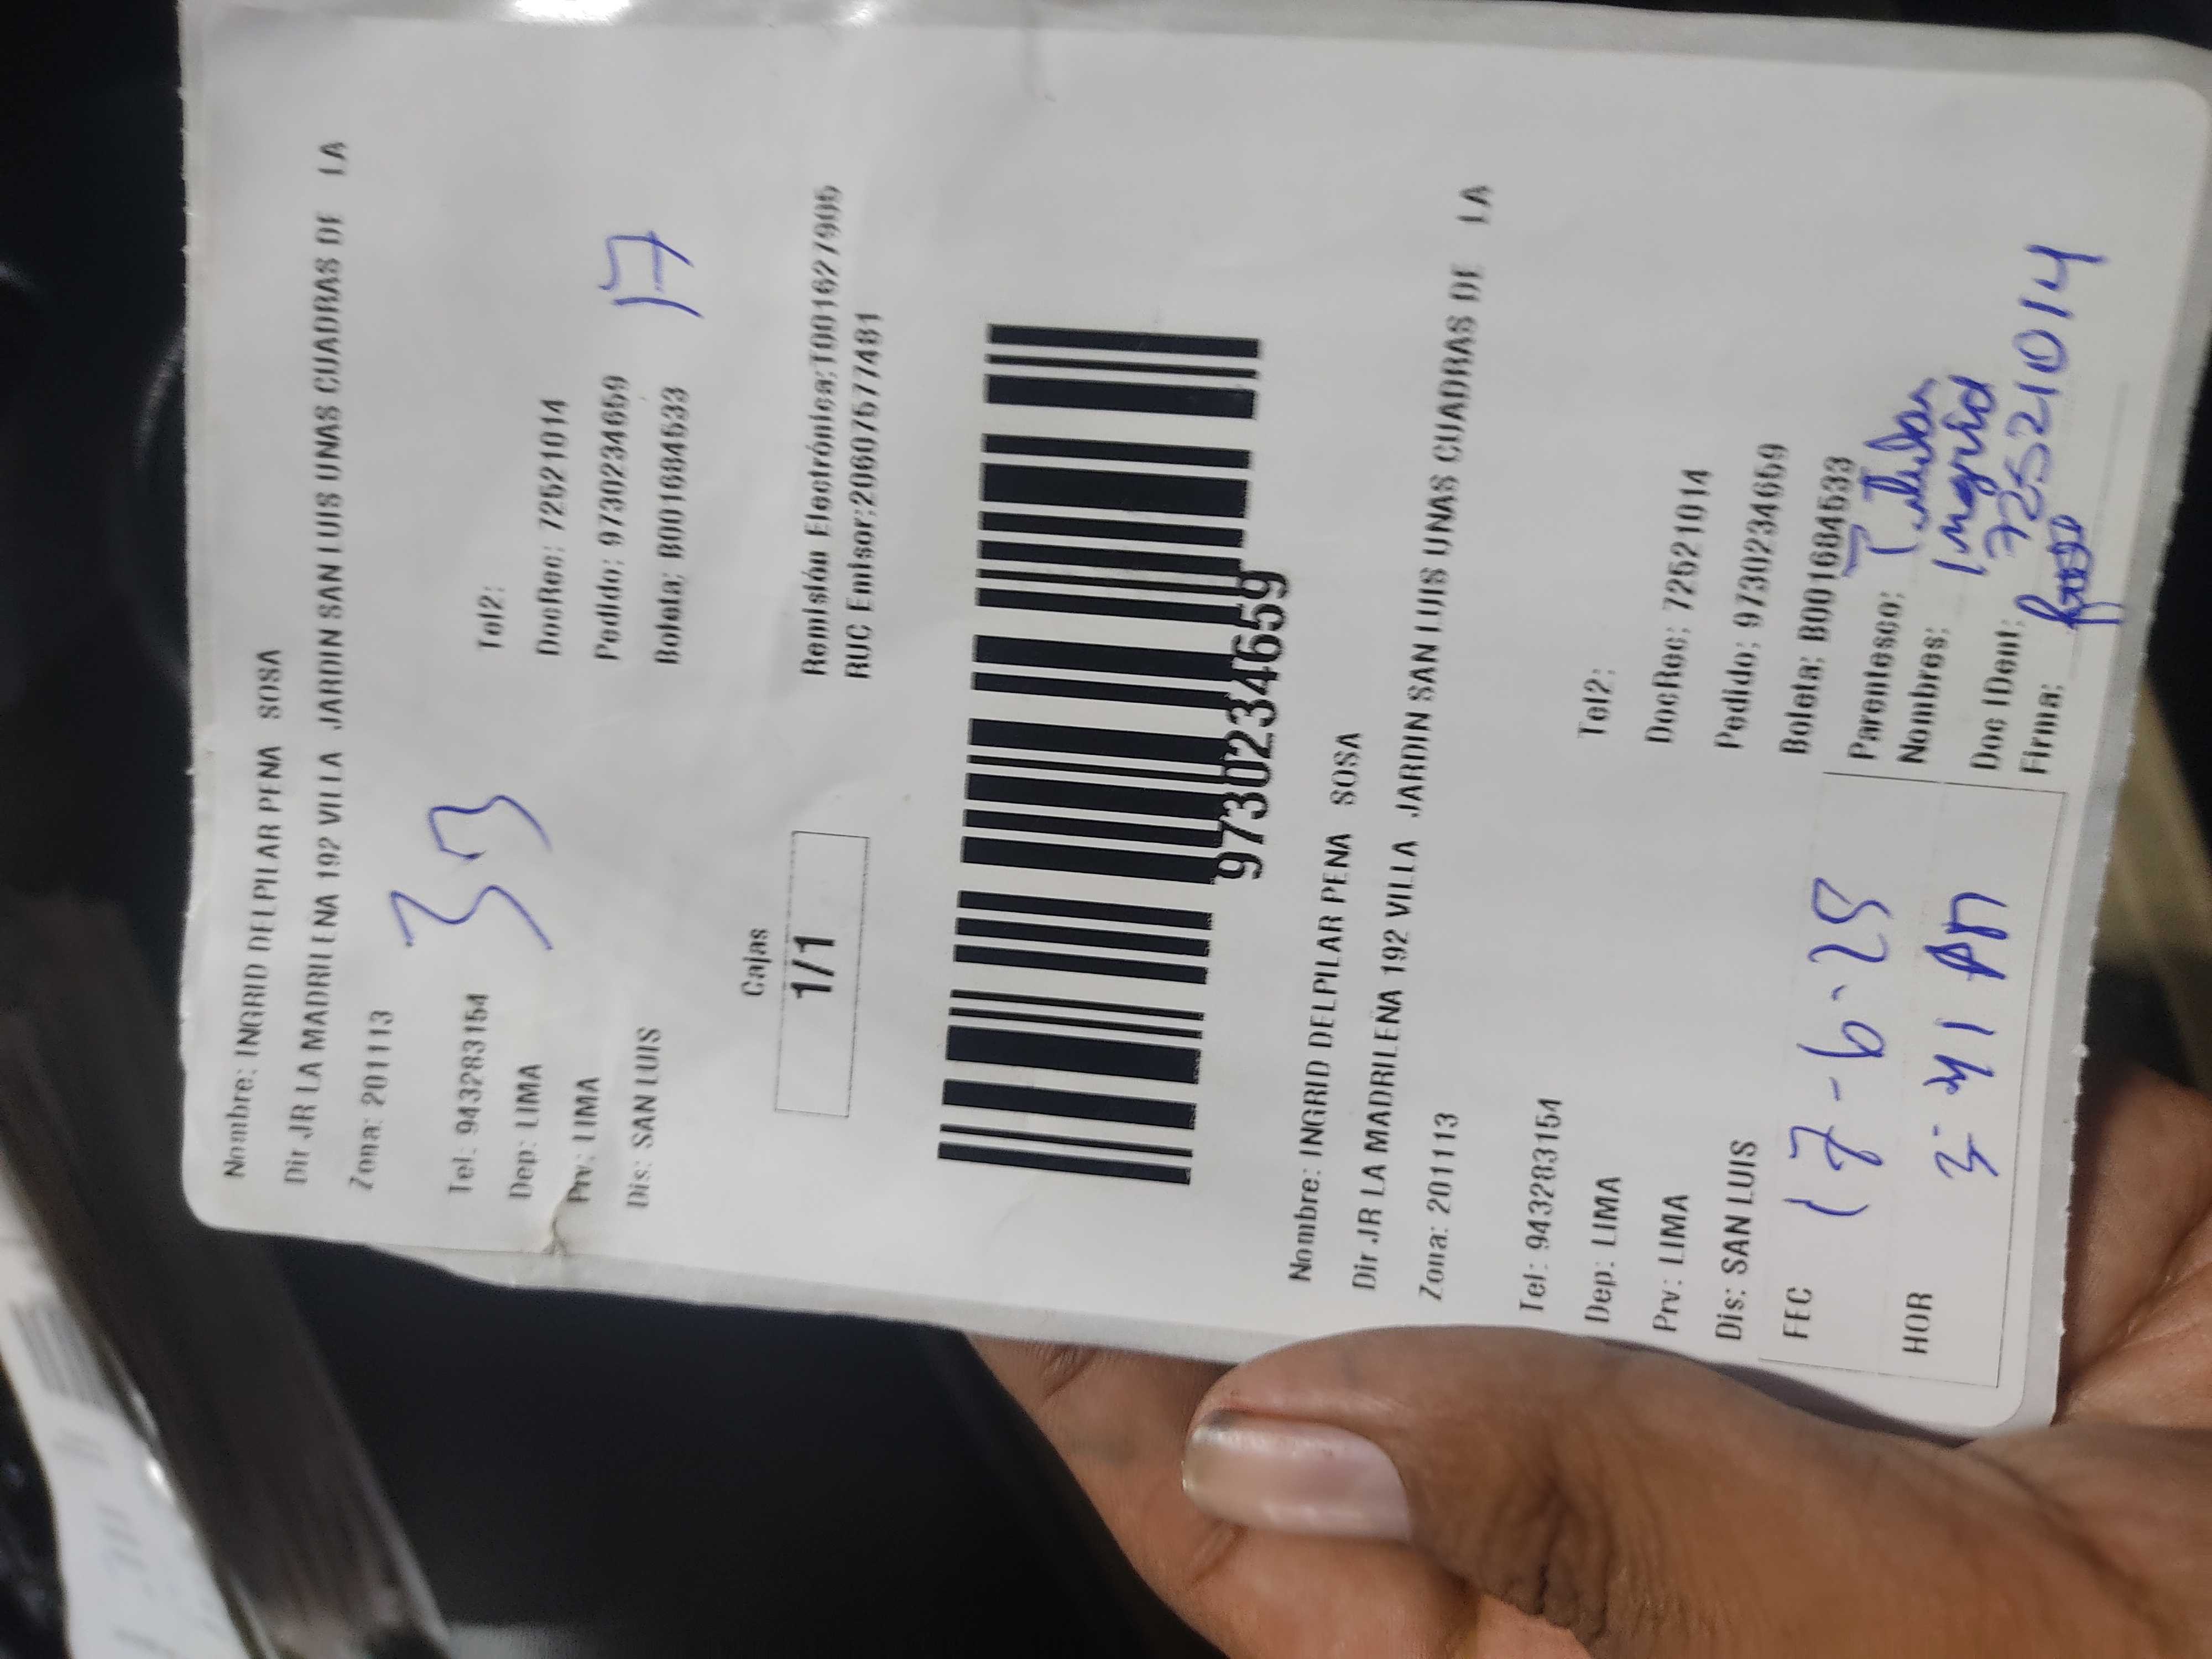 Nombre: INGRID DELPILAR PENA SOSA
Dir JR LA MADRILENA 192 VILLA JARDIN SAN LUIS UNAS CUADRAS DE LA
Zona: 201113
33
Tel: 943283154 Tel2:
Dep: LIMA DocRec: 72521014
Prv: LIMA Pedido: 9730234659
Dis: SAN LUIS Boleta: B001684533
17
Cajas
1/1
Remisión Electrónica:T001627905
RUC Emisor:20607577481
9730234659
Nombre: INGRID DELPILAR PENA SOSA
Dir JR LA MADRILENA 192 VILLA JARDIN SAN LUIS UNAS CUADRAS DE LA
Zona: 201113
Tel: 943283154 Tel2:
Dep: LIMA DocRec: 72521014
Prv: LIMA Pedido: 9730234659
Dis: SAN LUIS Boleta: B001684533
FEC 17-6-25 Parentesco: Titular
Nombres: Ingrid
HOR 3:41 PM Doc IDent: 72521014
Firma: